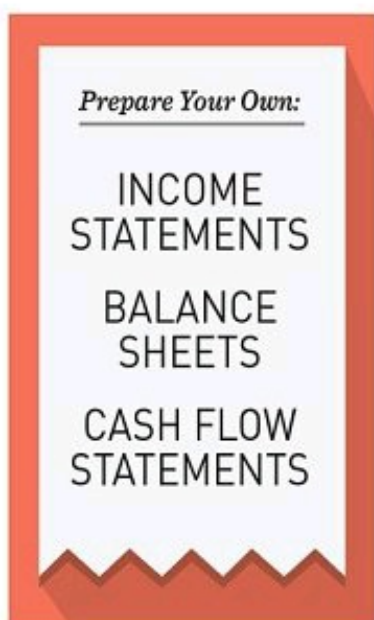 Prepare Your Own:
INCOME
STATEMENTS
BALANCE
SHEETS
CASH FLOW
STATEMENTS